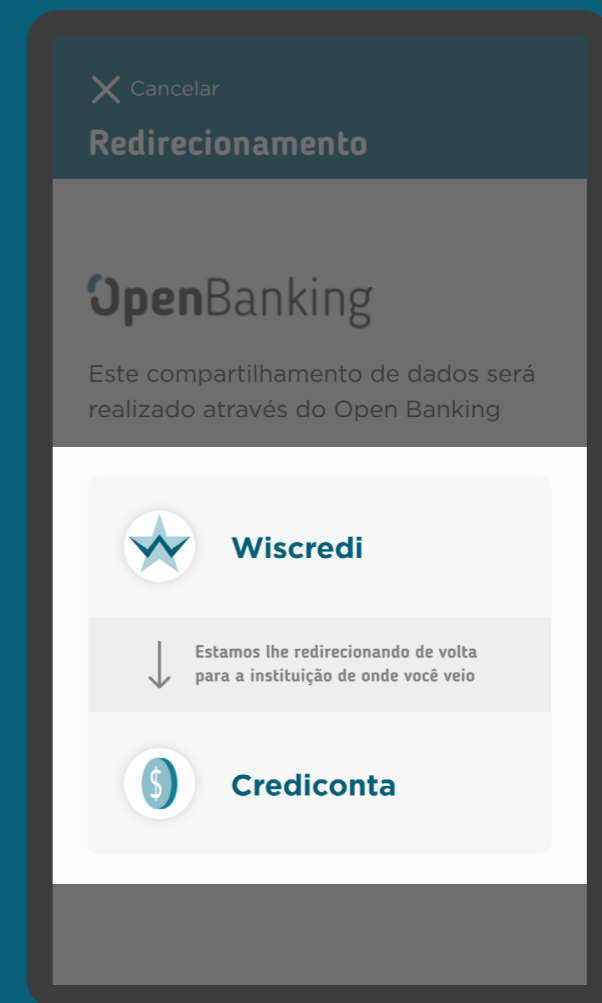 Cancelar
Redirecionamento
OpenBanking
Este compartilhamento de dados será
realizado através do Open Banking
Wiscredi
Estamos lhe redirecionando de volta
para a instituição de onde você veio
$
Crediconta